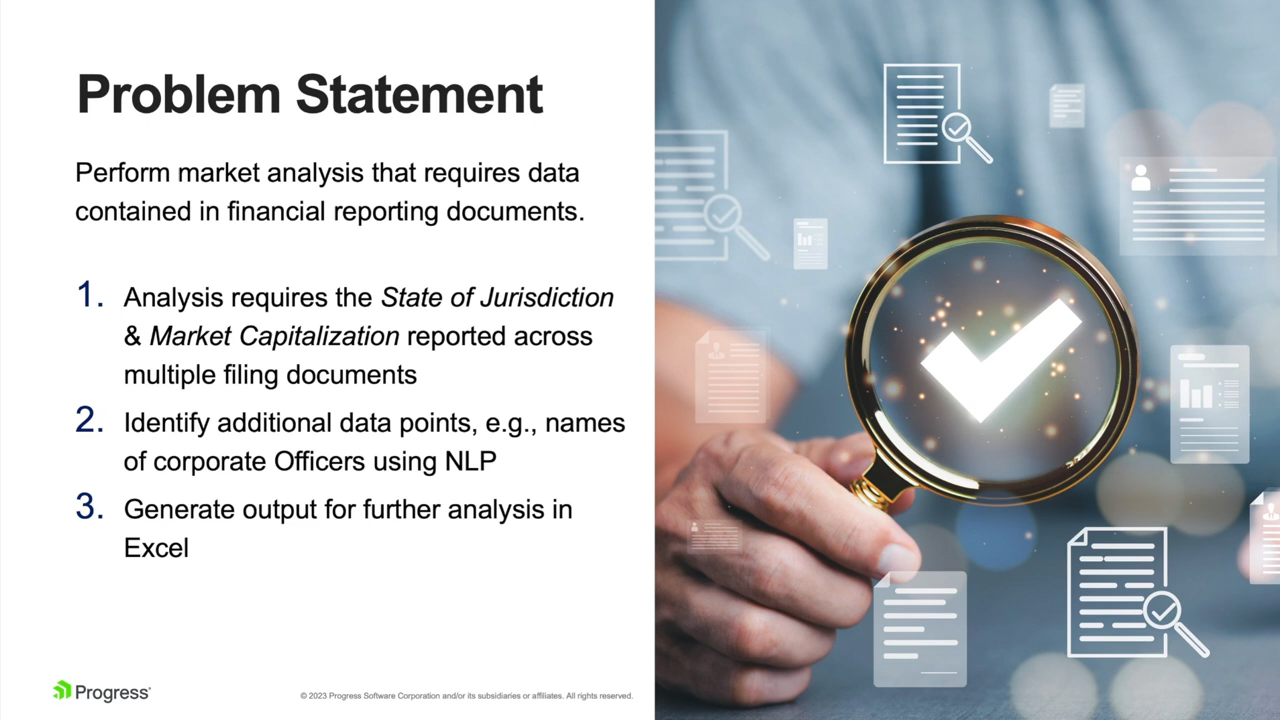 Problem Statement
Perform market analysis that requires data
contained in financial reporting documents.
1. Analysis requires the State of Jurisdiction
& Market Capitalization reported across
multiple filing documents
2. Identify additional data points, e.g., names
of corporate Officers using NLP
3. Generate output for further analysis in
Excel
Progress®
© 2023 Progress Software Corporation and/or its subsidiaries or affiliates. All rights reserved.